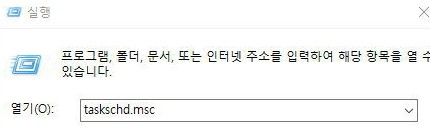 실행
프로그램, 폴더, 문서, 또는 인터넷 주소를 입력하여 해당 항목을 열 수
있습니다.
열기(O): taskschd.msc